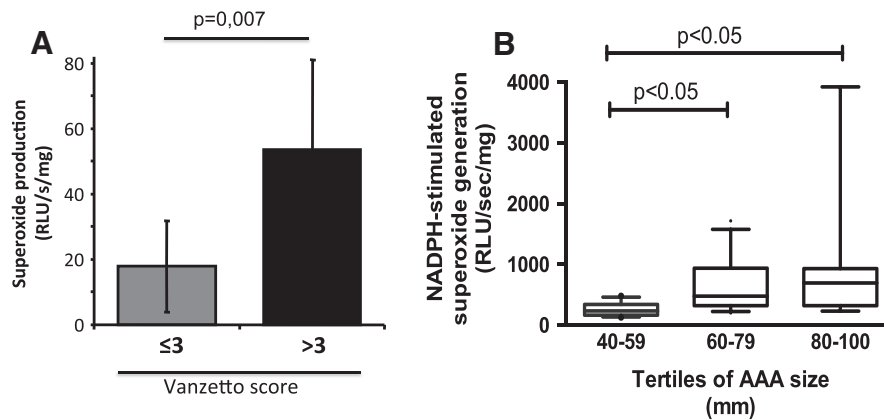 A
p=0,007
Superoxide production
(RLU/s/mg)
80
60
40
20
0
≤3
>3
Vanzetto score
B
p<0.05
p<0.05
NADPH-stimulated
superoxide generation
(RLU/sec/mg)
4000
3000
2000
1000
0
40-59
60-79
80-100
Tertiles of AAA size
(mm)